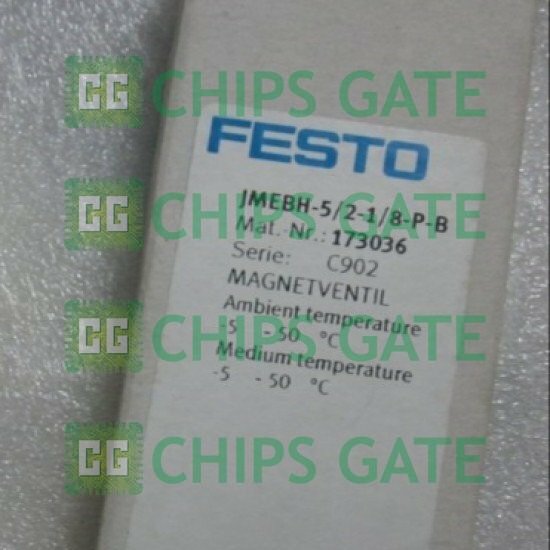 CG CHIPS GATE
FESTO
JMEBH-5/2-1/8-P-B
Mat.-Nr.: 173036
CG CHIPS GATE
Serie: C902
MAGNETVENTIL
Ambient temperature
-5 - 50 °C
CG CHIPS GATE
Medium temperature
-5 - 50 °C
CG CHIPS GATE